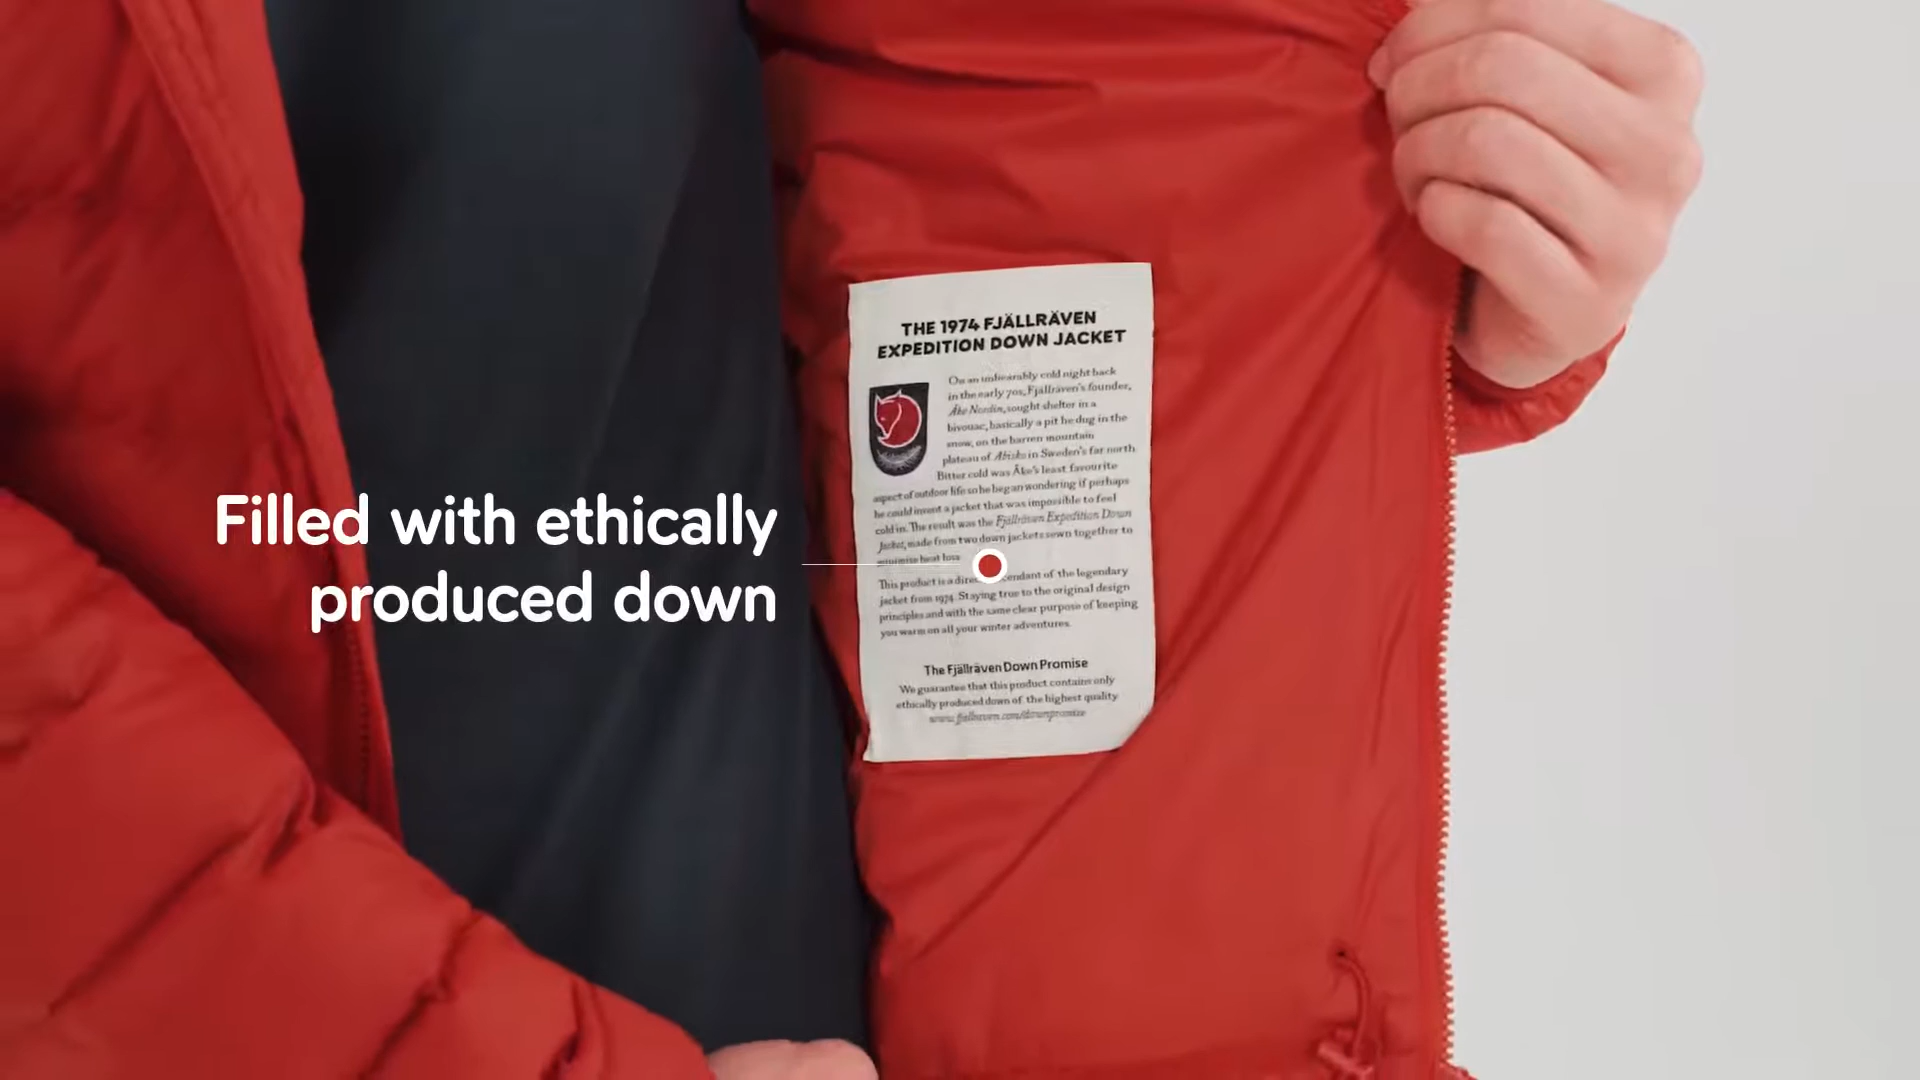 Filled with ethically
produced down
THE 1974 FJÄLLRÄVEN
EXPEDITION DOWN JACKET
On an unbearably cold night back
in the early 70s, Fjällräven's founder,
Åke Nordin, sought shelter in a
bivouac, basically a pit he dug in the
snow, on the barren mountain
plateau of Abisko in Sweden's far north.
Bitter cold was Åke's least favourite
aspect of outdoor life so he began wondering if perhaps
he could invent a jacket that was impossible to feel
cold in. The result was the Fjällräven Expedition Down
Jacket, made from two down jackets sewn together to
minimise heat loss
This product is a direc cendant of the legendary
jacket from 1974. Staying true to the original design
principles and with the same clear purpose of keeping
you warm on all your winter adventures.
The Fjällräven Down Promise
We guarantee that this product contains only
ethically produced down of the highest quality
www.fjallraven.com/downpromise